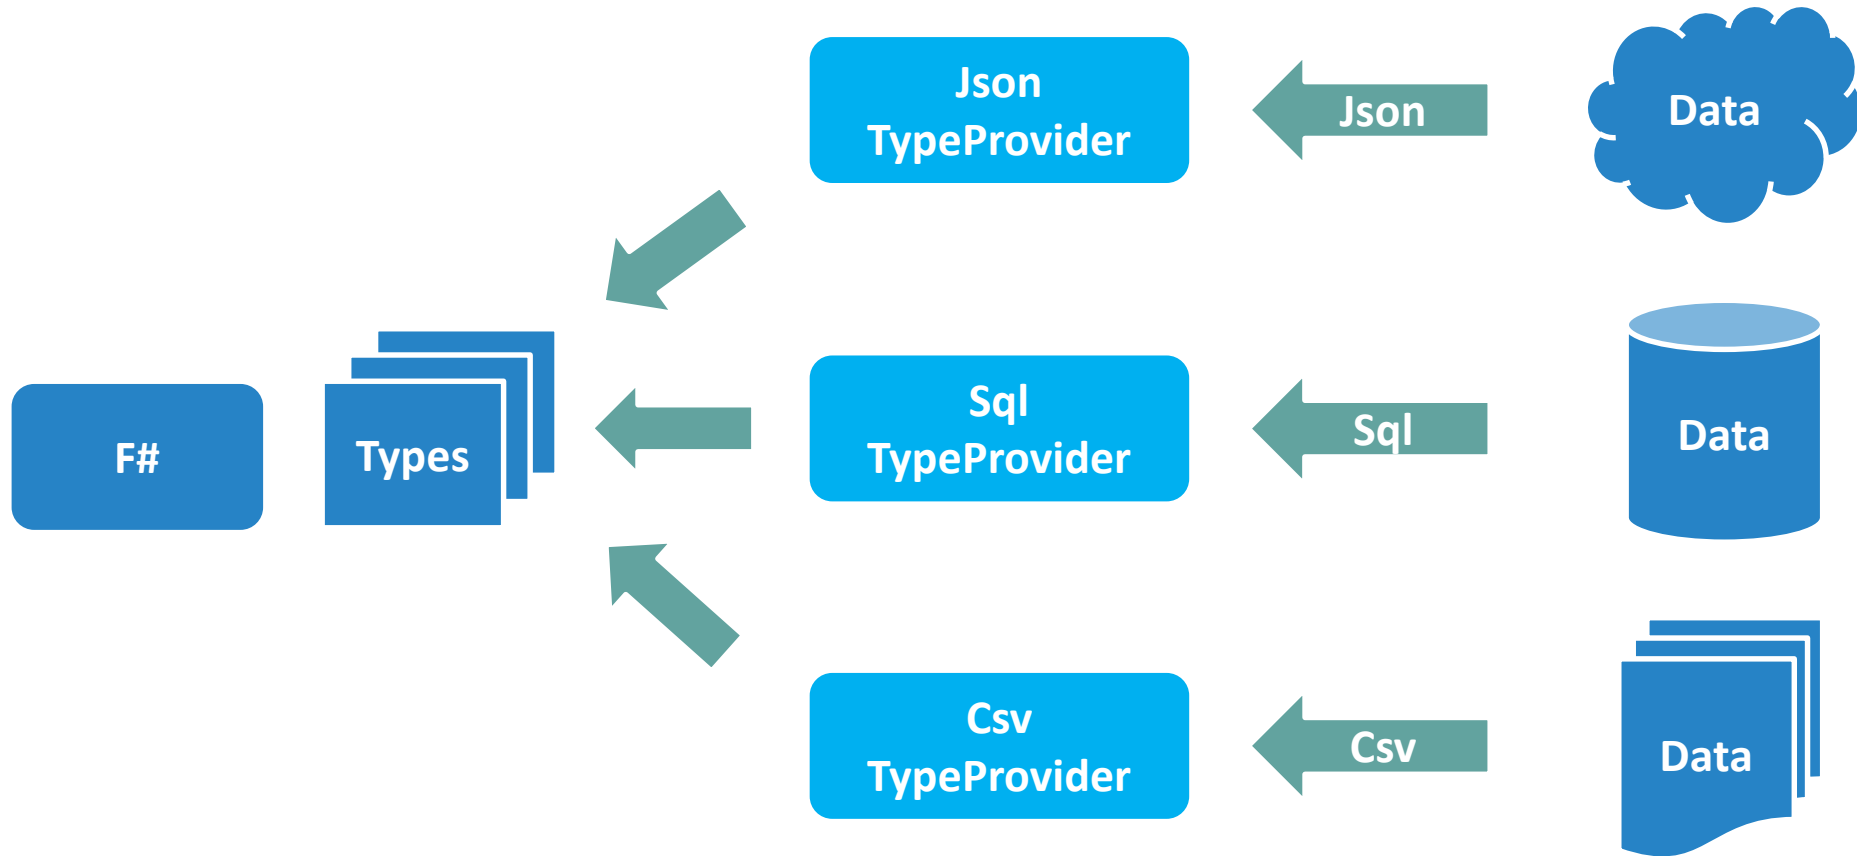 Json
TypeProvider
Json
Data
F#
Types
Sql
TypeProvider
Sql
Data
Csv
TypeProvider
Csv
Data